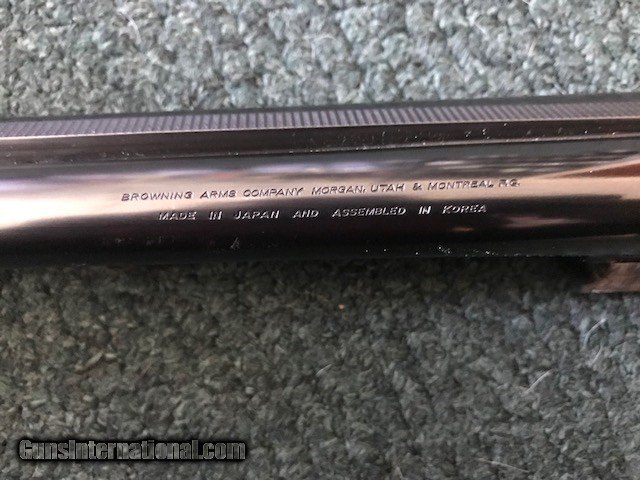 BROWNING ARMS COMPANY MORGAN, UTAH & MONTREAL P.Q.
MADE IN JAPAN AND ASSEMBLED IN KOREA
GunsInternational.com